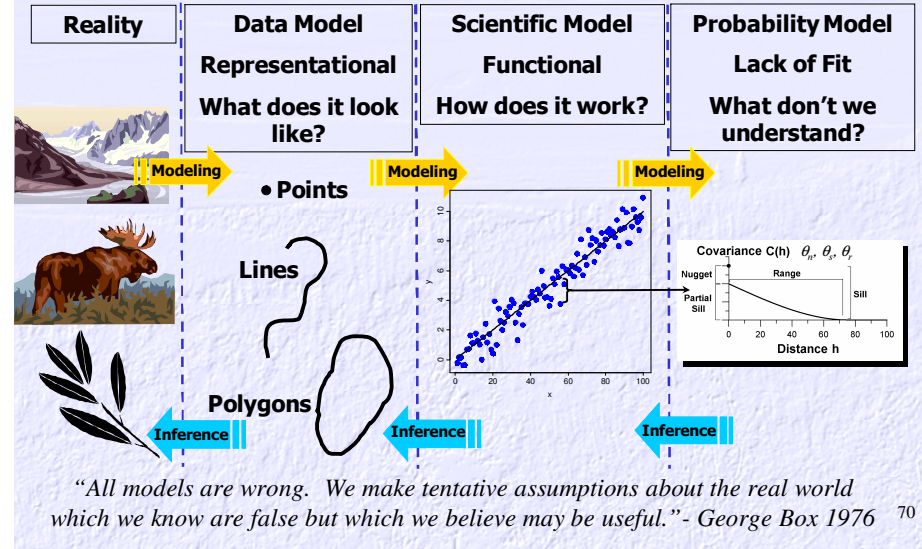 Reality
Data Model
Representational
What does it look
like?
Scientific Model
Functional
How does it work?
Probability Model
Lack of Fit
What don't we
understand?
Modeling
Modeling
Modeling
• Points
Lines
Polygons
10
8
6
4
2
0
y
0 20 40 60 80 100
x
Covariance C(h) θn, θs, θr
Nugget
Range
Partial
Sill
Sill
0 20 40 60 80 100
Distance h
Inference
Inference
Inference
“All models are wrong. We make tentative assumptions about the real world
which we know are false but which we believe may be useful.”- George Box 1976
70